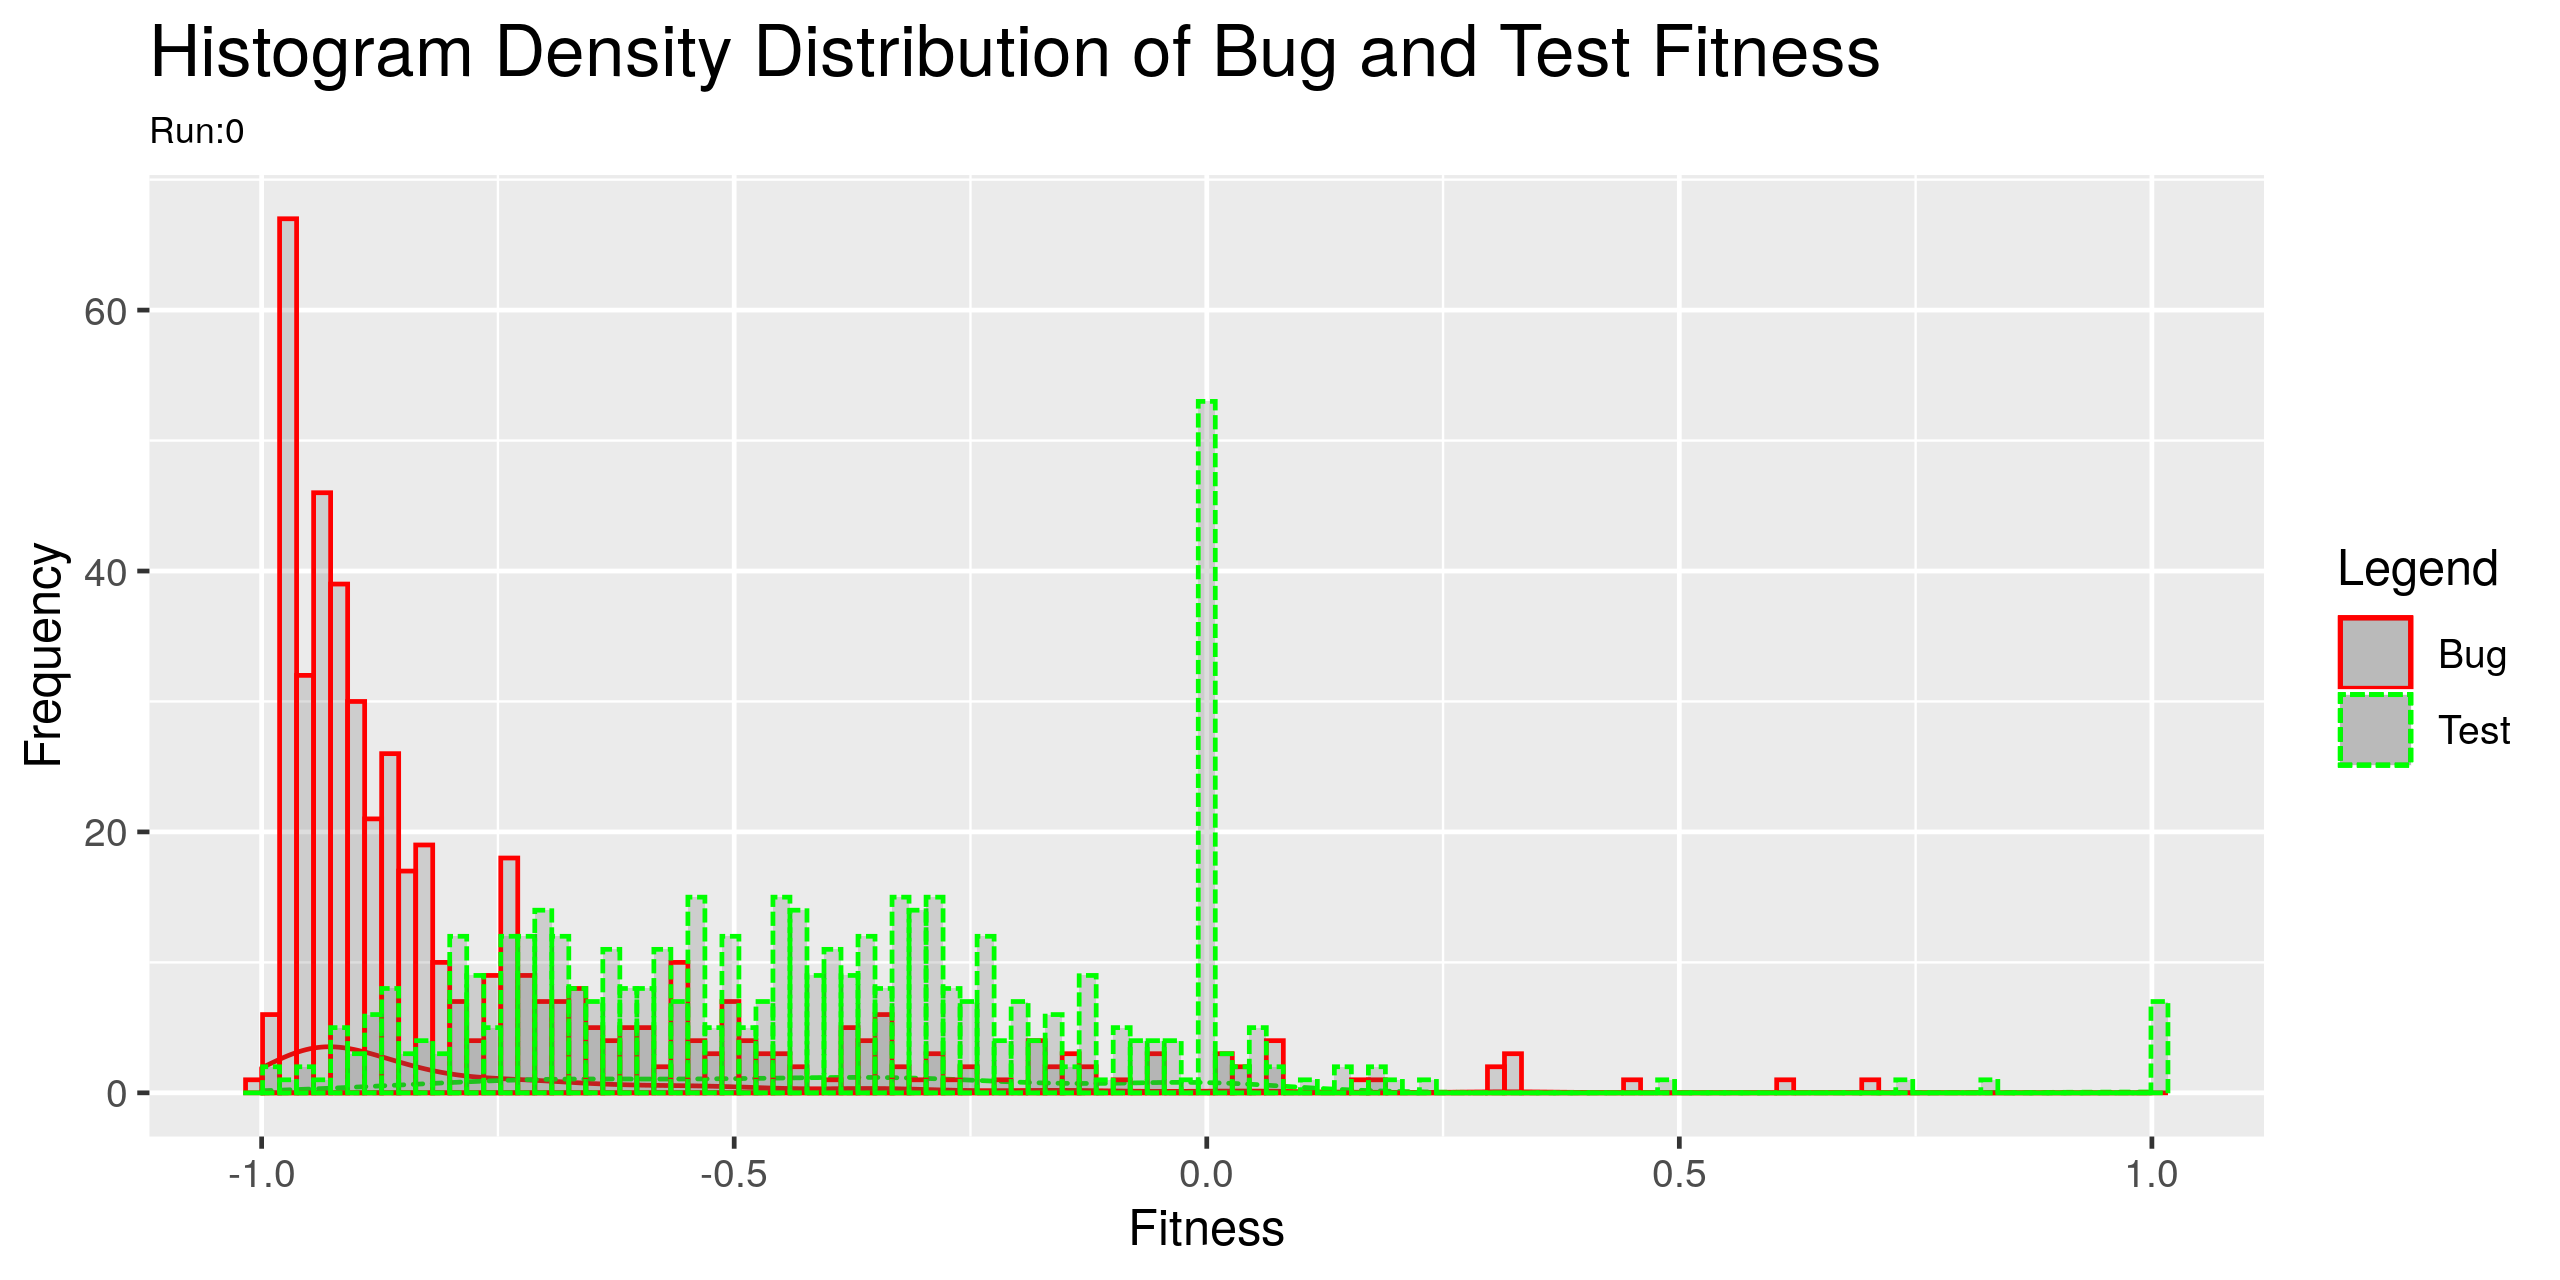 Histogram Density Distribution of Bug and Test Fitness
Run:0
Frequency
60
40
20
0
-1.0
-0.5
0.0
0.5
1.0
Fitness
Legend
Bug
Test